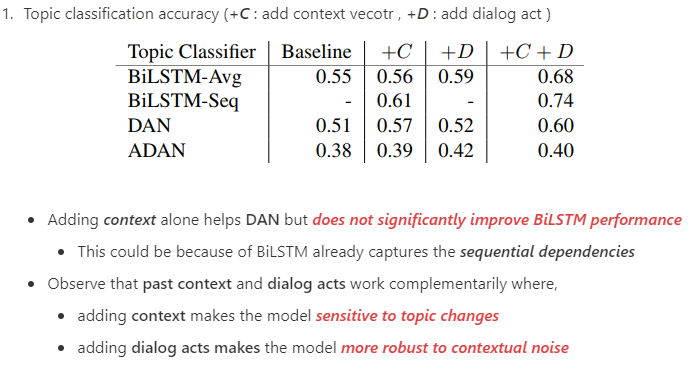 1. Topic classification accuracy (+C : add context vecotr , +D : add dialog act )
Topic Classifier | Baseline | +C | +D | +C + D
BiLSTM-Avg | 0.55 | 0.56 | 0.59 | 0.68
BiLSTM-Seq | - | 0.61 | - | 0.74
DAN | 0.51 | 0.57 | 0.52 | 0.60
ADAN | 0.38 | 0.39 | 0.42 | 0.40
• Adding context alone helps DAN but does not significantly improve BiLSTM performance
• This could be because of BiLSTM already captures the sequential dependencies
• Observe that past context and dialog acts work complementarily where,
• adding context makes the model sensitive to topic changes
• adding dialog acts makes the model more robust to contextual noise